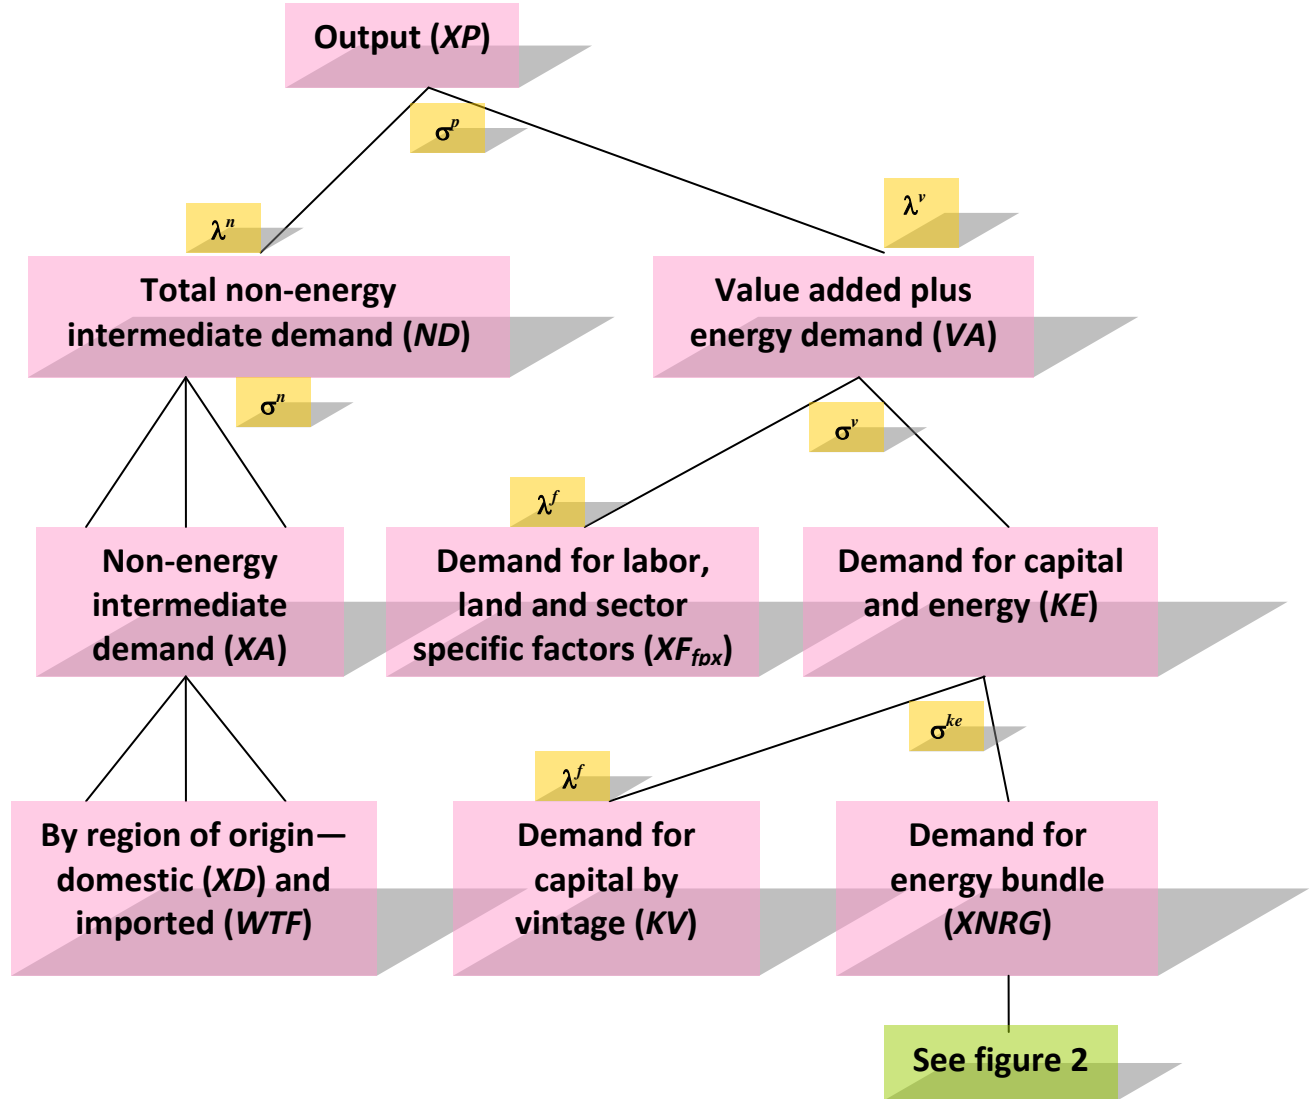 Output (XP)
σᵖ
λⁿ
λᵛ
Total non-energy
intermediate demand (ND)
Value added plus
energy demand (VA)
σⁿ
σᵛ
λᶠ
Non-energy
intermediate
demand (XA)
Demand for labor,
land and sector
specific factors (XF_fpx)
Demand for capital
and energy (KE)
σᵏᵉ
λᶠ
By region of origin—
domestic (XD) and
imported (WTF)
Demand for
capital by
vintage (KV)
Demand for
energy bundle
(XNRG)
See figure 2